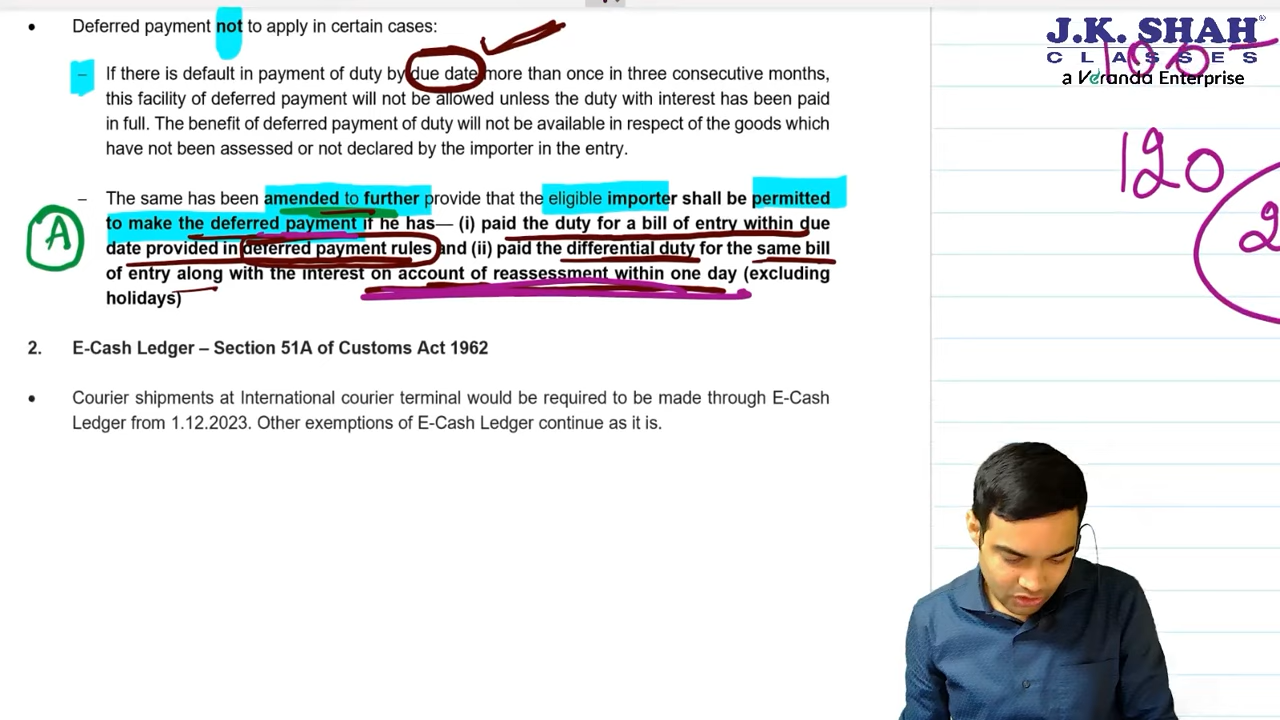 • Deferred payment not to apply in certain cases:
– If there is default in payment of duty by due date more than once in three consecutive months,
this facility of deferred payment will not be allowed unless the duty with interest has been paid
in full. The benefit of deferred payment of duty will not be available in respect of the goods which
have not been assessed or not declared by the importer in the entry.
– The same has been amended to further provide that the eligible importer shall be permitted
to make the deferred payment if he has— (i) paid the duty for a bill of entry within due
date provided in deferred payment rules and (ii) paid the differential duty for the same bill
of entry along with the interest on account of reassessment within one day (excluding
holidays)
A
2. E-Cash Ledger – Section 51A of Customs Act 1962
• Courier shipments at International courier terminal would be required to be made through E-Cash
Ledger from 1.12.2023. Other exemptions of E-Cash Ledger continue as it is.
J.K. SHAH®
CLASSES
a Veranda Enterprise
100
120
2